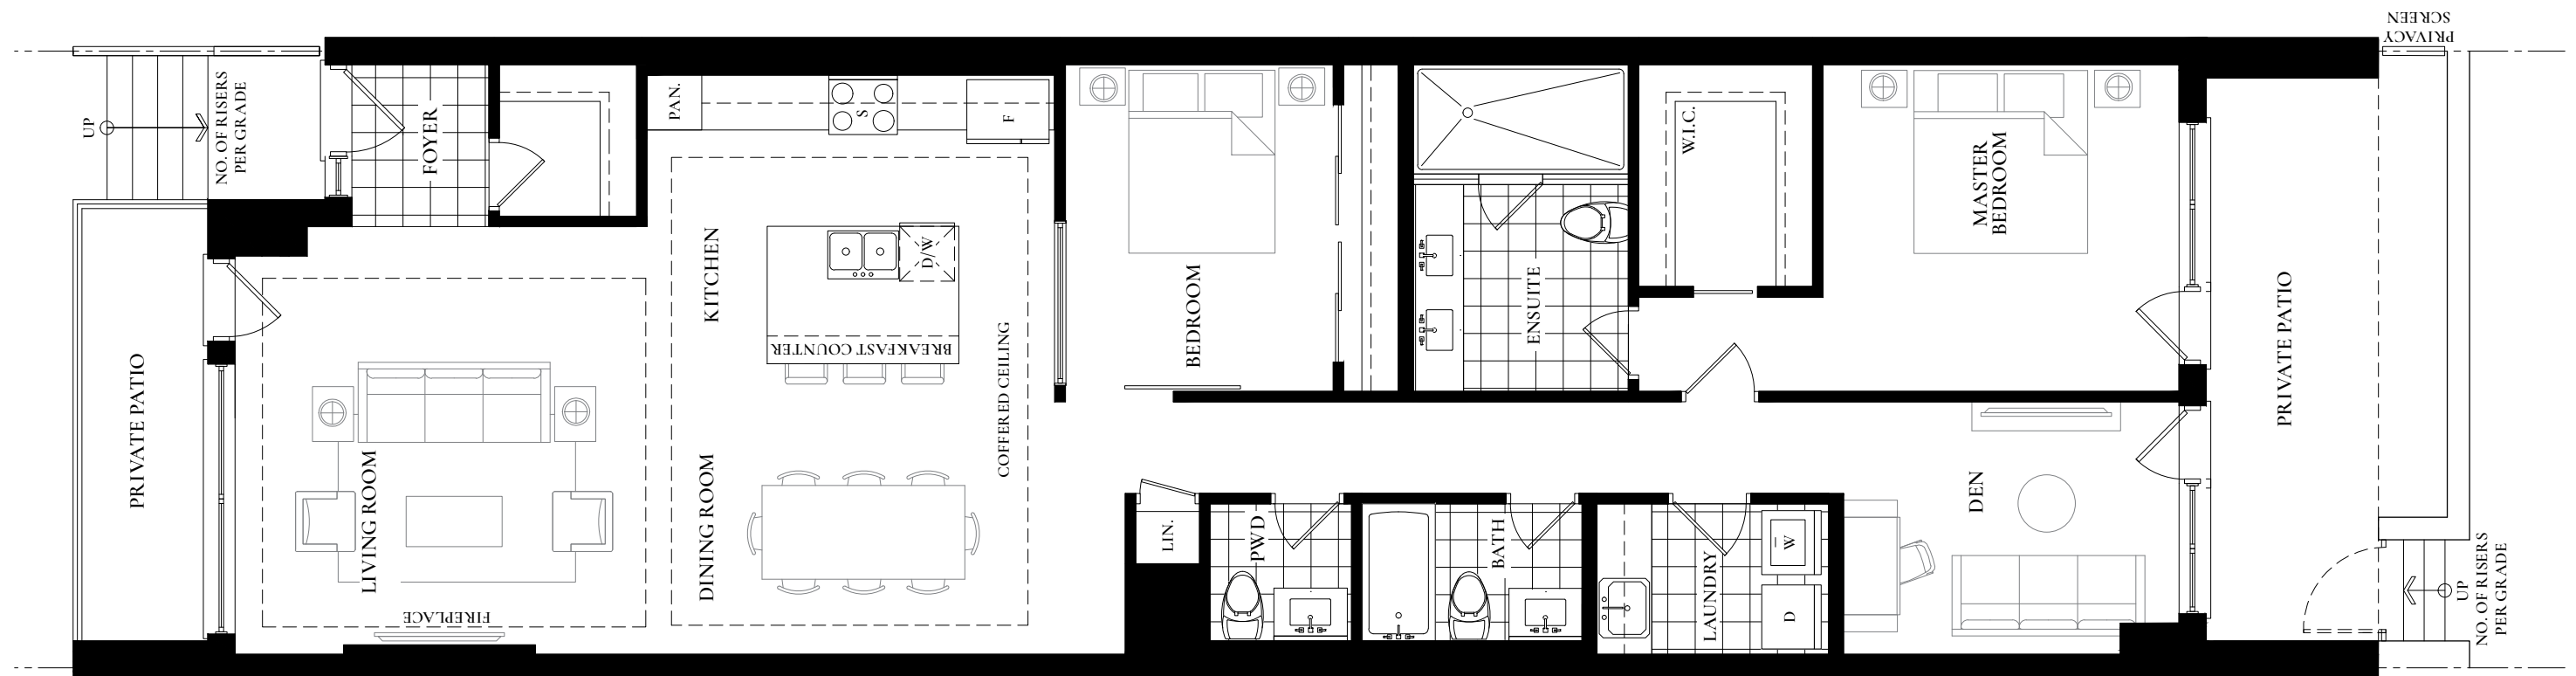 PRIVACY
SCREEN
UP
NO. OF RISERS
PER GRADE
FOYER
PAN.
S
F
W.I.C.
MASTER
BEDROOM
KITCHEN
D/W
BREAKFAST COUNTER
BEDROOM
ENSUITE
PRIVATE PATIO
PRIVATE PATIO
COFFERED CEILING
LIVING ROOM
DINING ROOM
FIREPLACE
LIN.
PWD
BATH
LAUNDRY
W
D
DEN
UP
NO. OF RISERS
PER GRADE